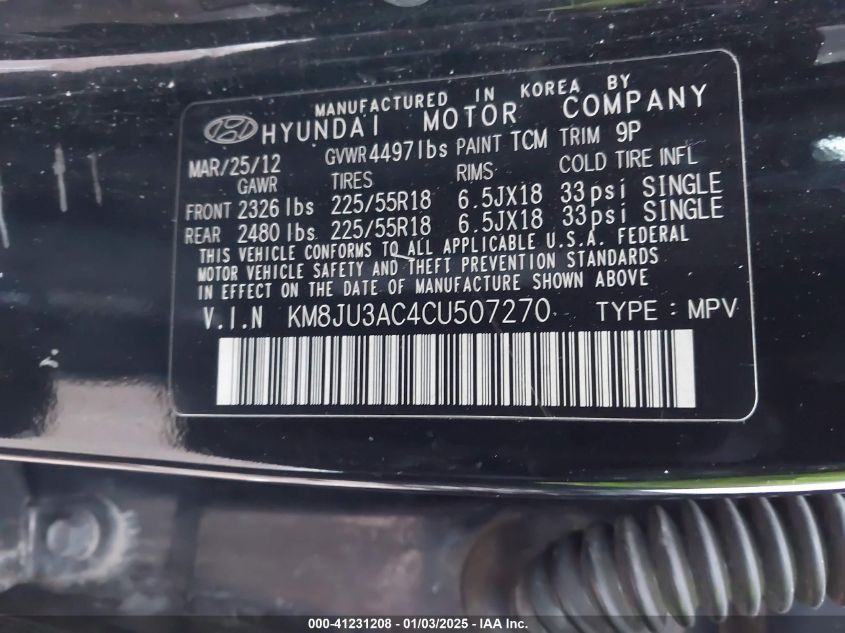 MANUFACTURED IN KOREA BY
HYUNDAI MOTOR COMPANY
MAR/25/12 GVWR 4497lbs PAINT TCM TRIM 9P
GAWR TIRES RIMS COLD TIRE INFL
FRONT 2326 lbs 225/55R18 6.5JX18 33psi SINGLE
REAR 2480 lbs 225/55R18 6.5JX18 33psi SINGLE
THIS VEHICLE CONFORMS TO ALL APPLICABLE U.S.A. FEDERAL
MOTOR VEHICLE SAFETY AND THEFT PREVENTION STANDARDS
IN EFFECT ON THE DATE OF MANUFACTURE SHOWN ABOVE
V.I.N KM8JU3AC4CU507270 TYPE : MPV
000-41231208 - 01/03/2025 - IAA Inc.